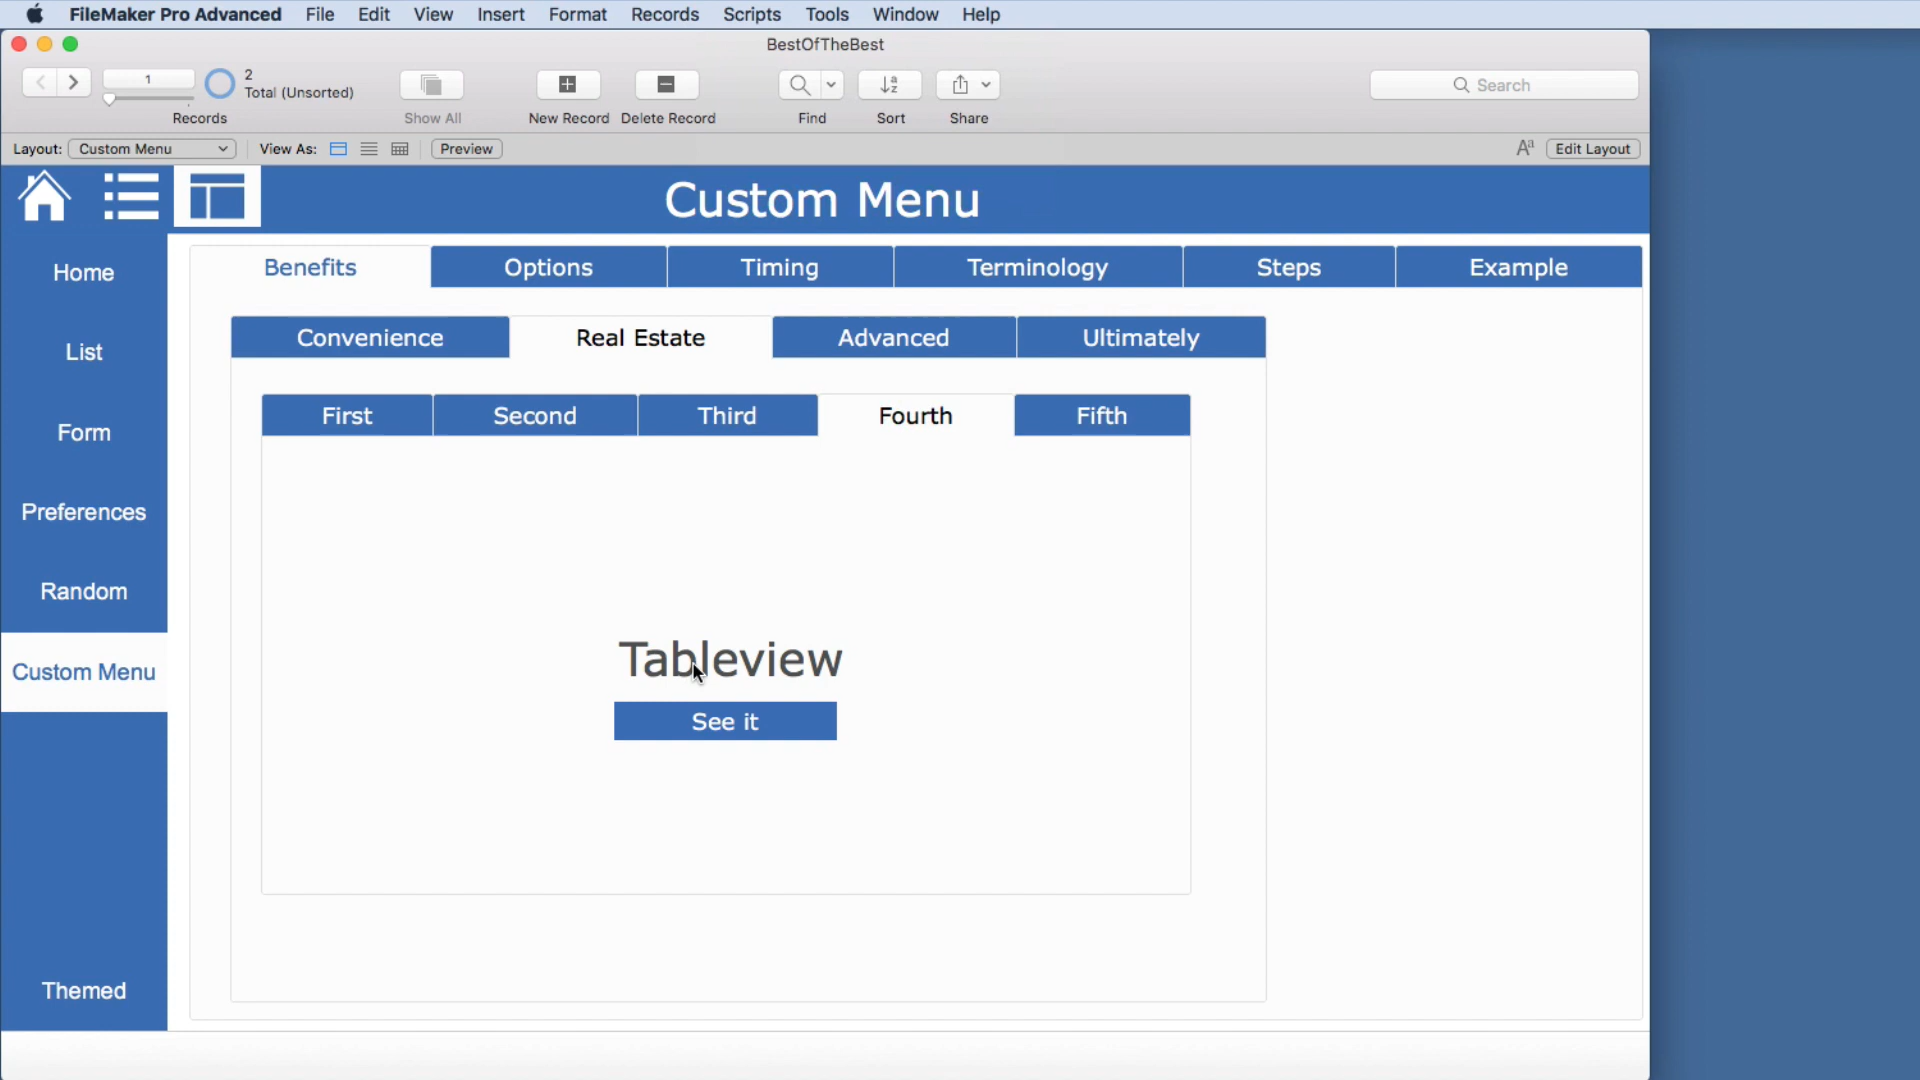 FileMaker Pro Advanced File Edit View Insert Format Records Scripts Tools Window Help
BestOfTheBest
1
2
Total (Unsorted)
Search
Records
Show All
New Record
Delete Record
Find
Sort
Share
Layout: Custom Menu
View As:
Preview
Aa
Edit Layout
Custom Menu
Home
List
Form
Preferences
Random
Custom Menu
Themed
Benefits Options Timing Terminology Steps Example
Convenience Real Estate Advanced Ultimately
First Second Third Fourth Fifth
Tableview
See it